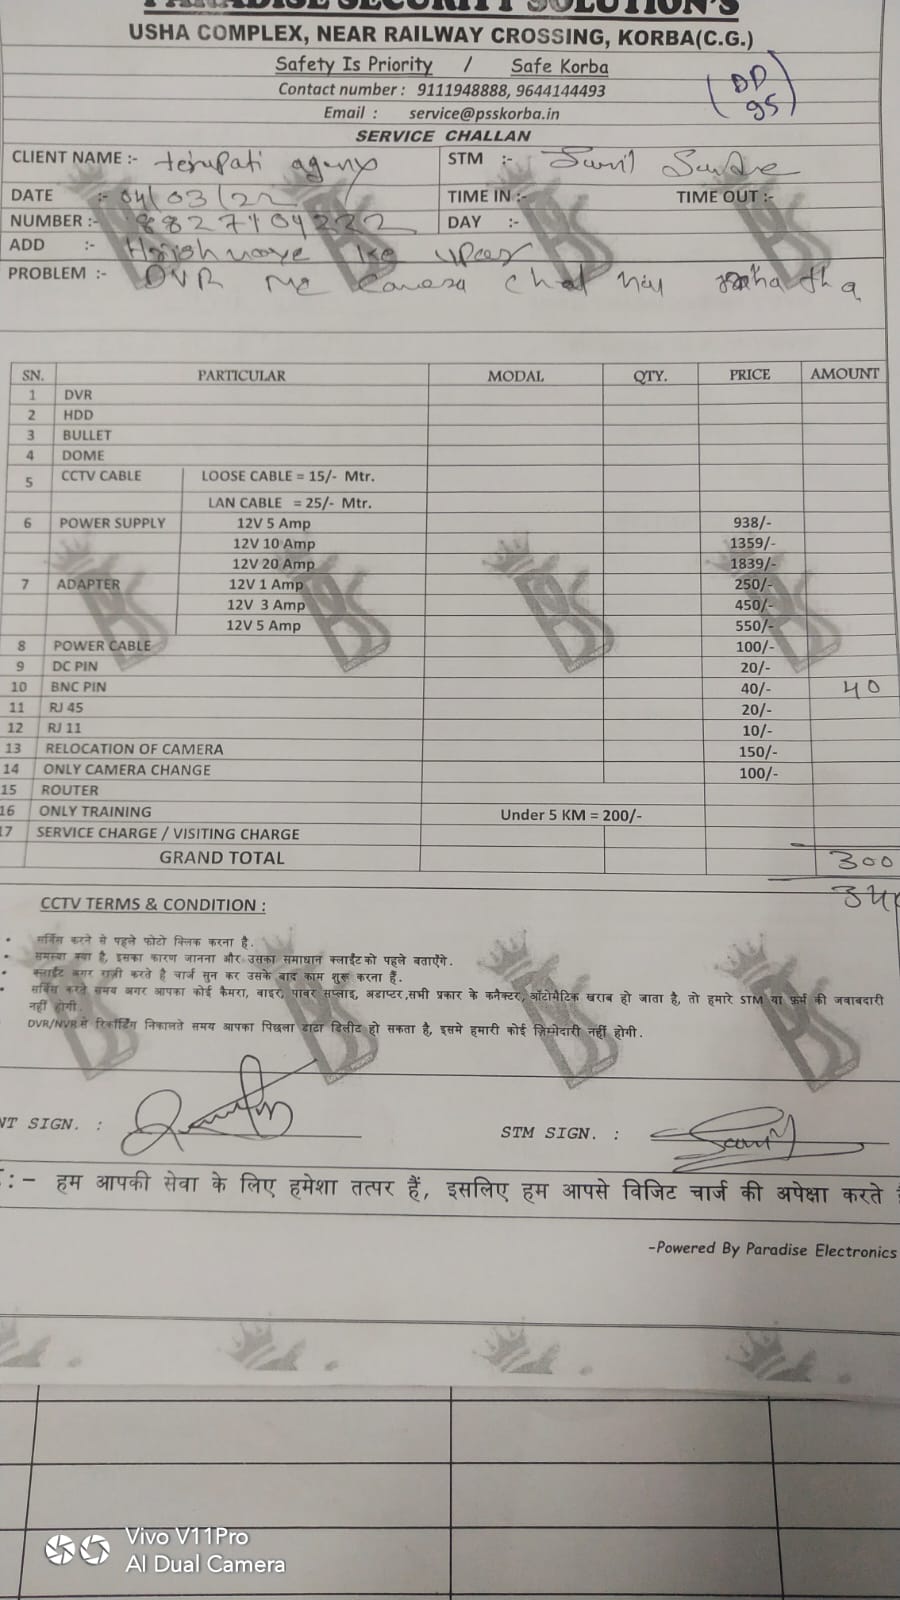 PARADISE SECURITY SOLUTION'S
USHA COMPLEX, NEAR RAILWAY CROSSING, KORBA(C.G.)
Safety Is Priority / Safe Korba
Contact number : 9111948888, 9644144493
Email : service@psskorba.in
SERVICE CHALLAN
CLIENT NAME :- terupati agency STM :- Sunil
DATE :- 04/03/22 TIME IN :- TIME OUT :-
NUMBER :- 8827104222 DAY :-
ADD :- ke upar
PROBLEM :- DVR me camera chal nhi raha tha
SN. PARTICULAR MODAL QTY. PRICE AMOUNT
1 DVR
2 HDD
3 BULLET
4 DOME
5 CCTV CABLE LOOSE CABLE = 15/- Mtr.
LAN CABLE = 25/- Mtr.
6 POWER SUPPLY 12V 5 Amp 938/-
12V 10 Amp 1359/-
12V 20 Amp 1839/-
7 ADAPTER 12V 1 Amp 250/-
12V 3 Amp 450/-
12V 5 Amp 550/-
8 POWER CABLE 100/-
9 DC PIN 20/-
10 BNC PIN 40/- 40
11 RJ 45 20/-
12 RJ 11 10/-
13 RELOCATION OF CAMERA 150/-
14 ONLY CAMERA CHANGE 100/-
15 ROUTER
16 ONLY TRAINING Under 5 KM = 200/-
17 SERVICE CHARGE / VISITING CHARGE
GRAND TOTAL 300
34
CCTV TERMS & CONDITION :
• सर्विस करने से पहले फोटो क्लिक करना है.
• समस्या क्या है, इसका कारण जानना और उसका समाधान क्लाईंट को पहले बताऐंगे.
• क्लाईंट अगर राज़ी करते है चार्ज सुन कर उसके बाद काम शुरू करना हैं.
• सर्विस करते समय अगर आपका कोई कैमरा, वाइर, पावर सप्लाइ, अडाप्टर,सभी प्रकार के कनैक्टर, ऑटोमैटिक खराब हो जाता है, तो हमारे STM या फ़र्म की जवाबदारी
नहीं होगी.
DVR/NVR से रिकॉर्डिंग निकालते समय आपका पिछला डाटा डिलीट हो सकता है, इसमे हमारी कोई ज़िम्मेदारी नहीं होगी.
NT SIGN. : STM SIGN. :
:- हम आपकी सेवा के लिए हमेशा तत्पर हैं, इसलिए हम आपसे विजिट चार्ज की अपेक्षा करते
-Powered By Paradise Electronics
Vivo V11Pro
AI Dual Camera